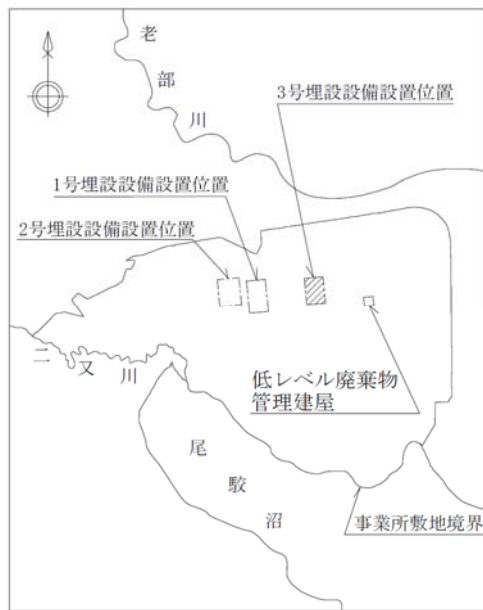 老部川
3号埋設設備設置位置
1号埋設設備設置位置
2号埋設設備設置位置
二又川
低レベル廃棄物
管理建屋
尾駮沼
事業所敷地境界